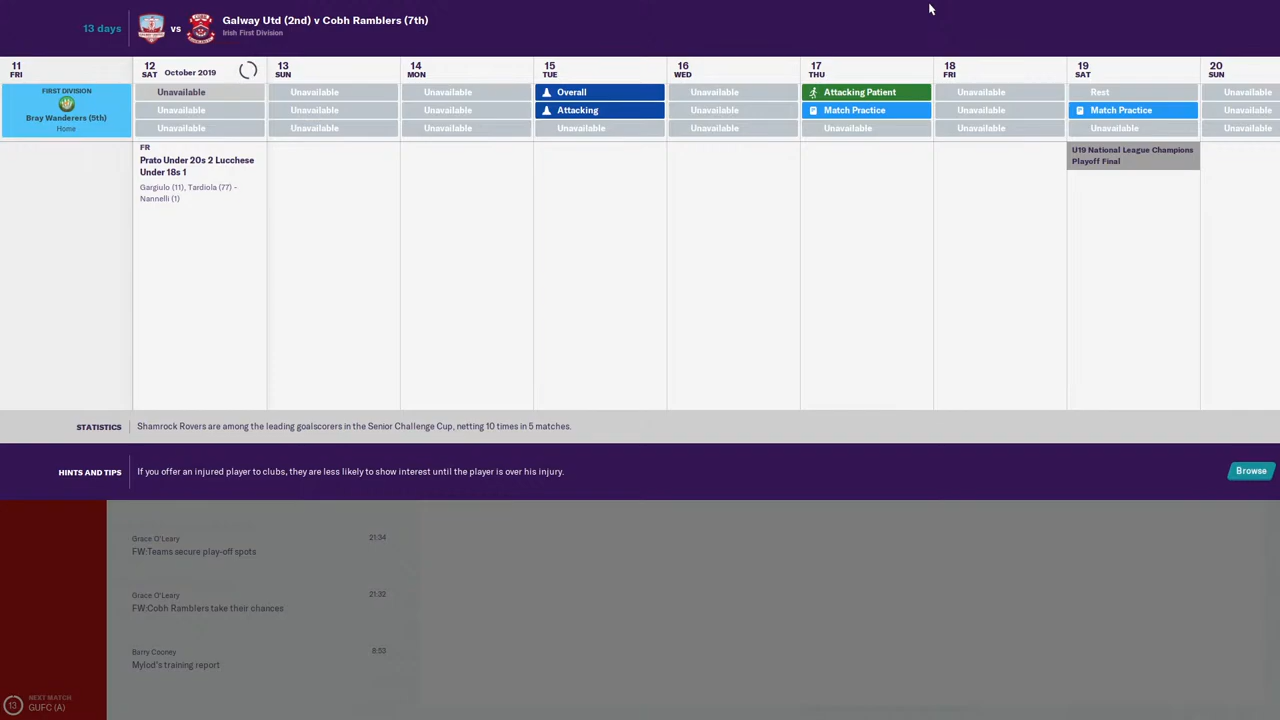 13 days
vs
Galway Utd (2nd) v Cobh Ramblers (7th)
Irish First Division
11
FRI
12
SAT October 2019
13
SUN
14
MON
15
TUE
16
WED
17
THU
18
FRI
19
SAT
20
SUN
FIRST DIVISION
Bray Wanderers (5th)
Home
Unavailable Unavailable Unavailable Overall Unavailable Attacking Patient Unavailable Rest Unavailable
Unavailable Unavailable Unavailable Attacking Unavailable Match Practice Unavailable Match Practice Unavailable
Unavailable Unavailable Unavailable Unavailable Unavailable Unavailable Unavailable Unavailable Unavailable
FR
Prato Under 20s 2 Lucchese
Under 18s 1
Gargiulo (11), Tardiola (77) -
Nannelli (1)
U19 National League Champions
Playoff Final
STATISTICS Shamrock Rovers are among the leading goalscorers in the Senior Challenge Cup, netting 10 times in 5 matches.
HINTS AND TIPS If you offer an injured player to clubs, they are less likely to show interest until the player is over his injury.
Browse
Grace O'Leary 21:34
FW:Teams secure play-off spots
Grace O'Leary 21:32
FW:Cobh Ramblers take their chances
Barry Cooney 8:53
Mylod's training report
13
NEXT MATCH
GUFC (A)